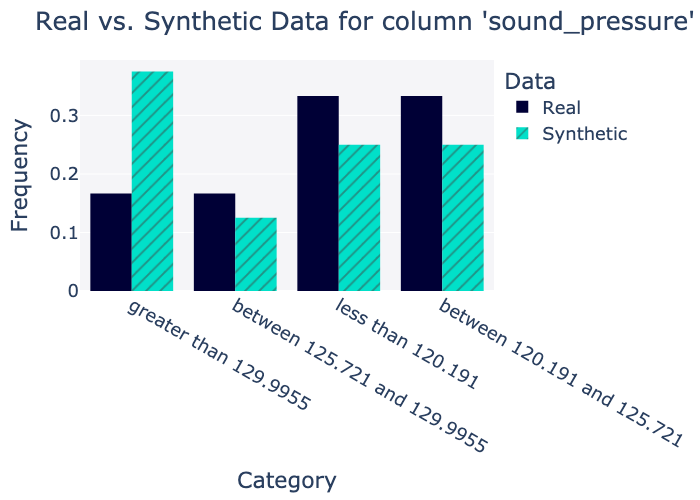 Real vs. Synthetic Data for column 'sound_pressure'
Data
Real
Synthetic
Frequency
0.3
0.2
0.1
0
greater than 129.9955
between 125.721 and 129.9955
less than 120.191
between 120.191 and 125.721
Category